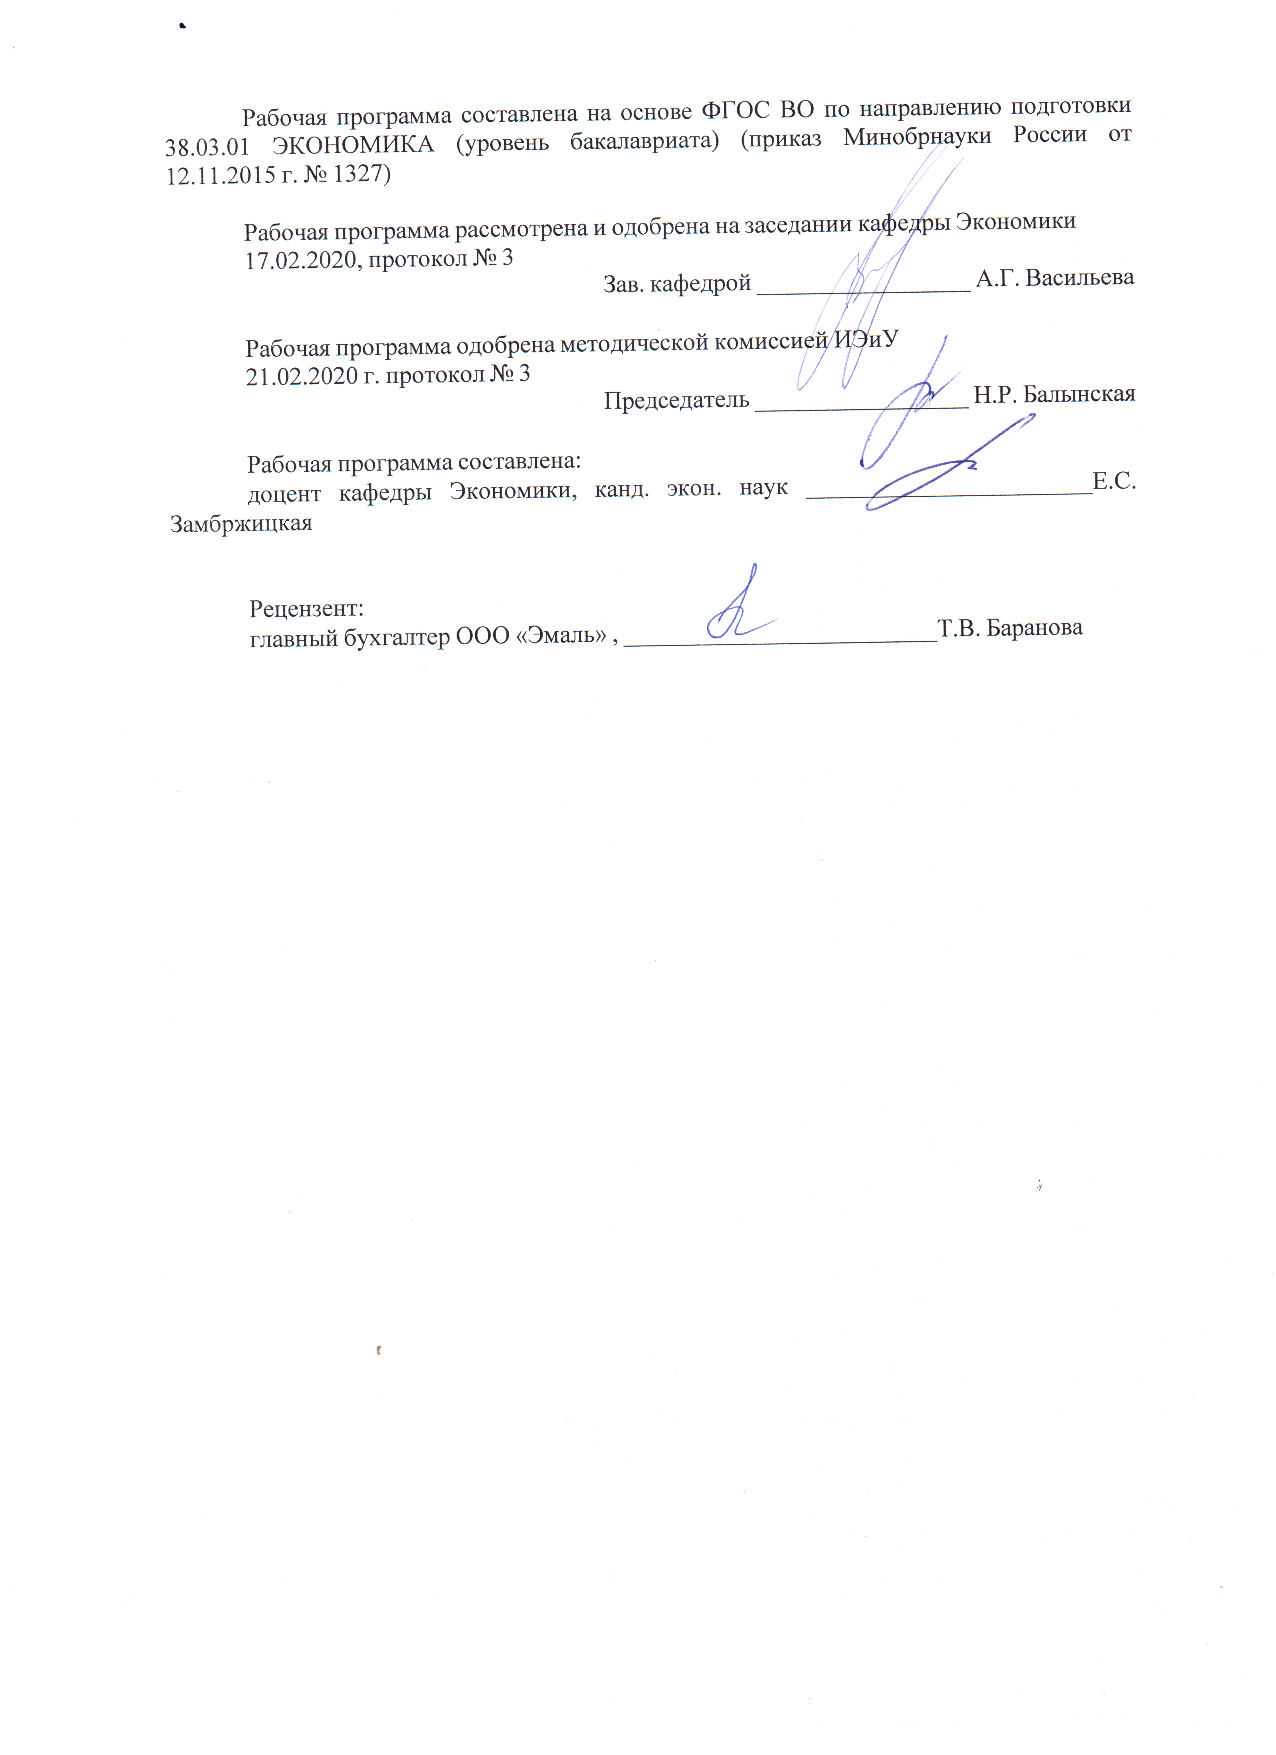 Рабочая программа составлена на основе ФГОС ВО по направлению подготовки
38.03.01 ЭКОНОМИКА (уровень бакалавриата) (приказ Минобрнауки России от
12.11.2015 г. № 1327)
Рабочая программа рассмотрена и одобрена на заседании кафедры Экономики
17.02.2020, протокол № 3
Зав. кафедрой _________________ А.Г. Васильева
Рабочая программа одобрена методической комиссией ИЭиУ
21.02.2020 г. протокол № 3
Председатель _________________ Н.Р. Балынская
Рабочая программа составлена:
доцент кафедры Экономики, канд. экон. наук _______________________Е.С.
Замбржицкая
Рецензент:
главный бухгалтер ООО «Эмаль» , _________________________Т.В. Баранова